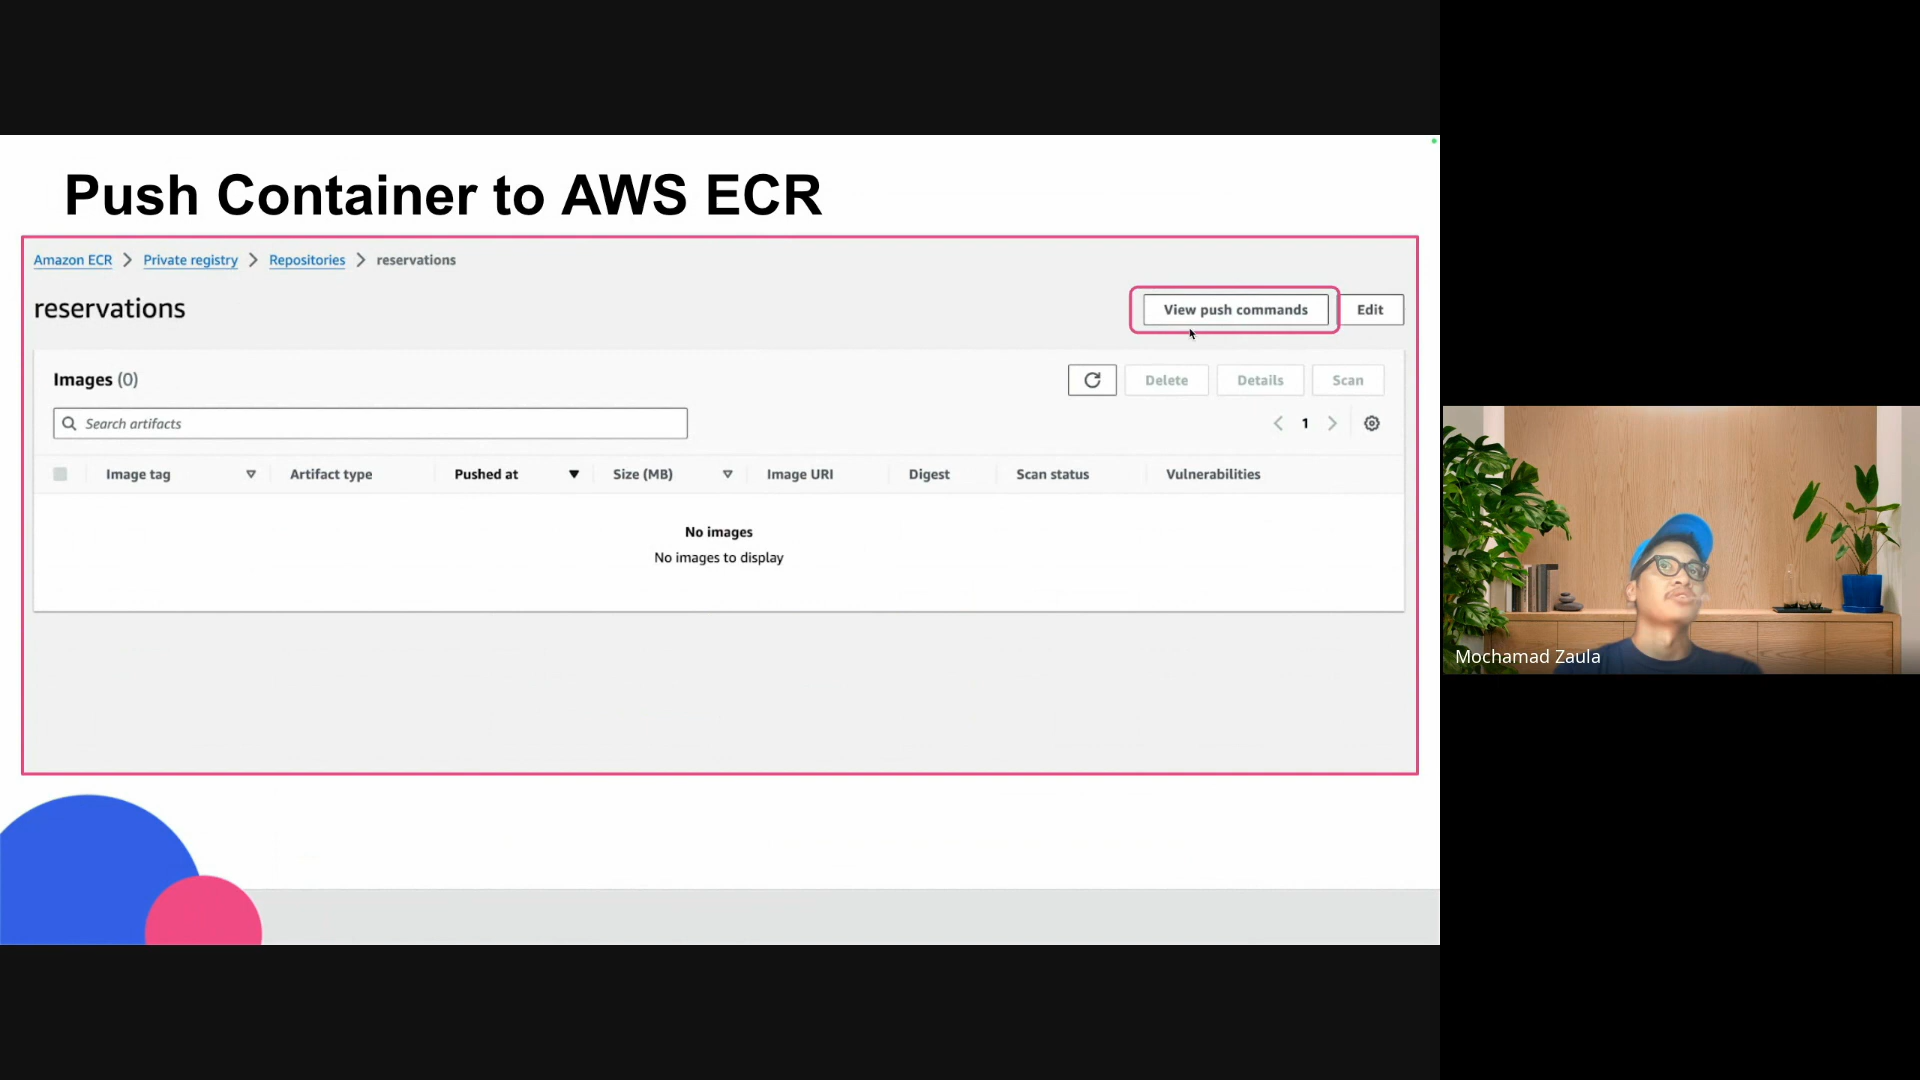 Push Container to AWS ECR
Amazon ECR > Private registry > Repositories > reservations
reservations
View push commands
Edit
Images (0)
Delete
Details
Scan
Search artifacts
1
Image tag
Artifact type
Pushed at
Size (MB)
Image URI
Digest
Scan status
Vulnerabilities
No images
No images to display
Mochamad Zaula